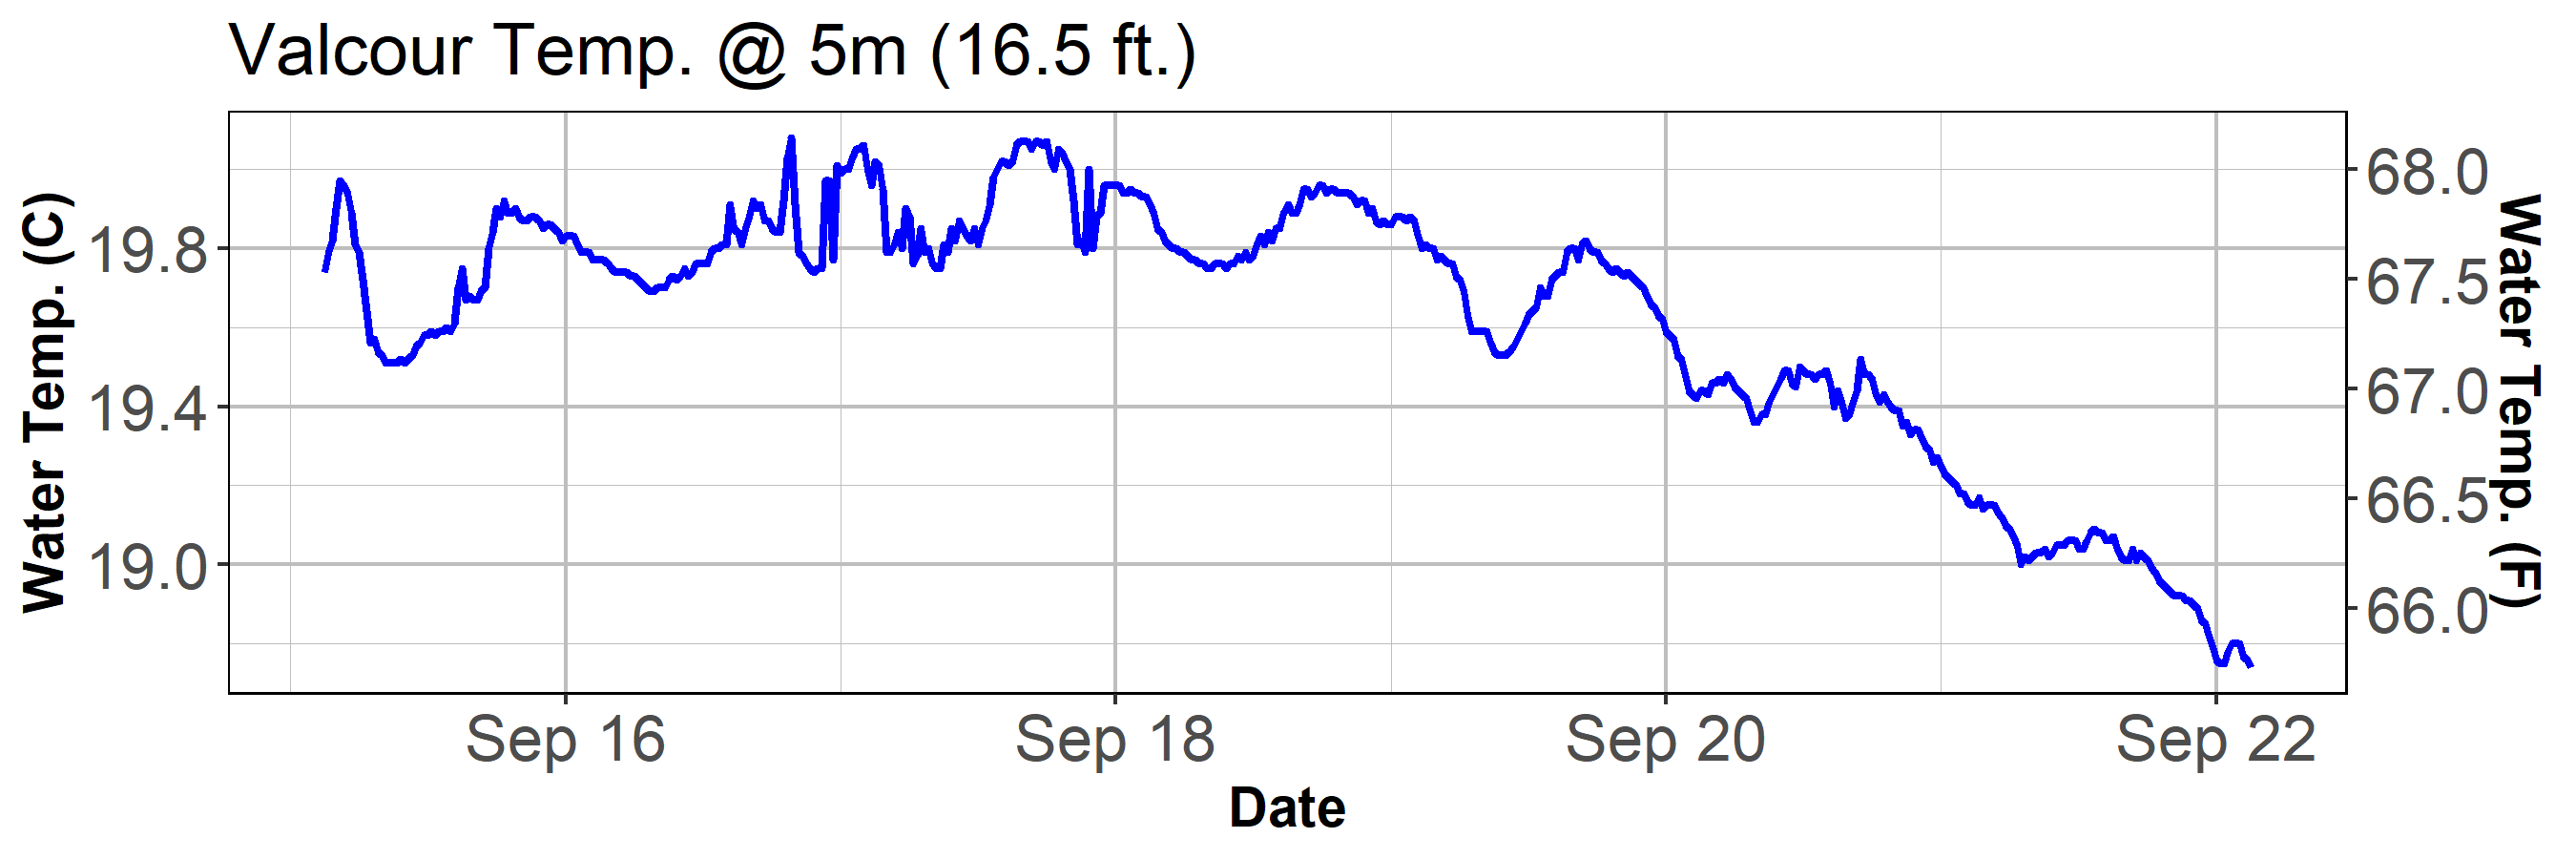 Valcour Temp. @ 5m (16.5 ft.)
Water Temp. (C)
19.8
19.4
19.0
68.0
67.5
67.0
66.5
66.0
Water Temp. (F)
Sep 16
Sep 18
Sep 20
Sep 22
Date